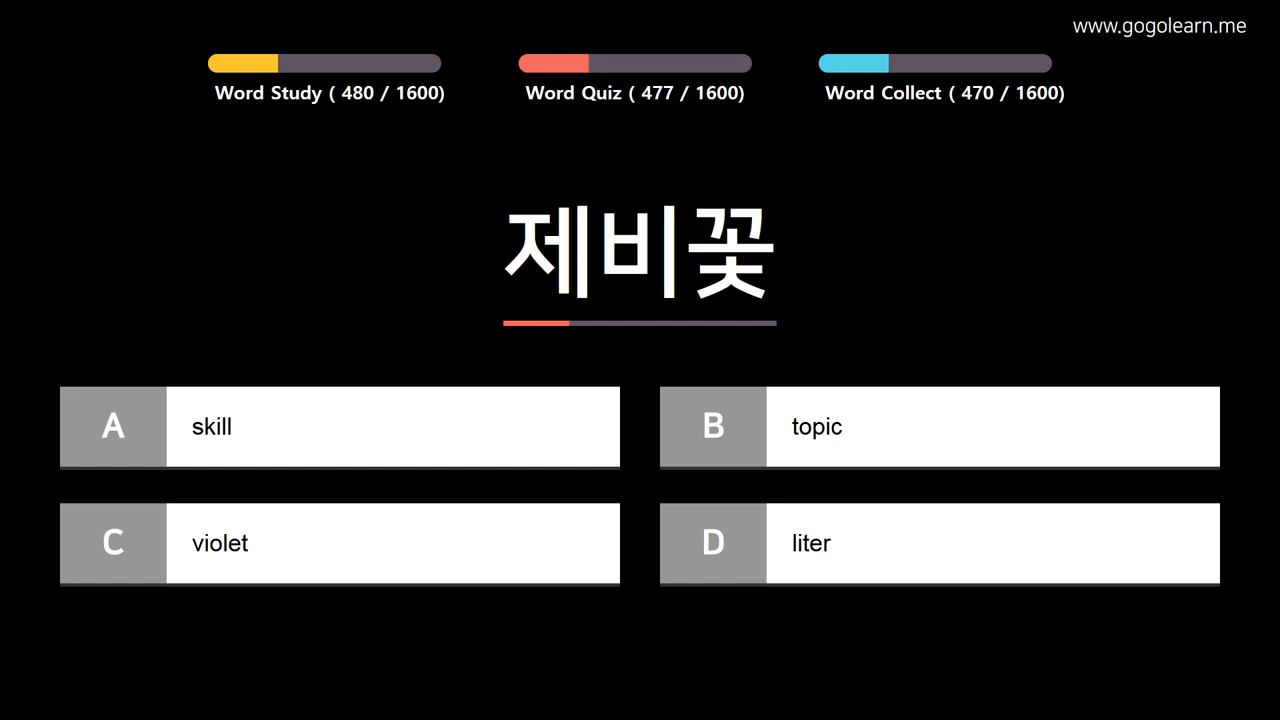 www.gogolearn.me
Word Study ( 480 / 1600)
Word Quiz ( 477 / 1600)
Word Collect ( 470 / 1600)
제비꽃
A skill
B topic
C violet
D liter